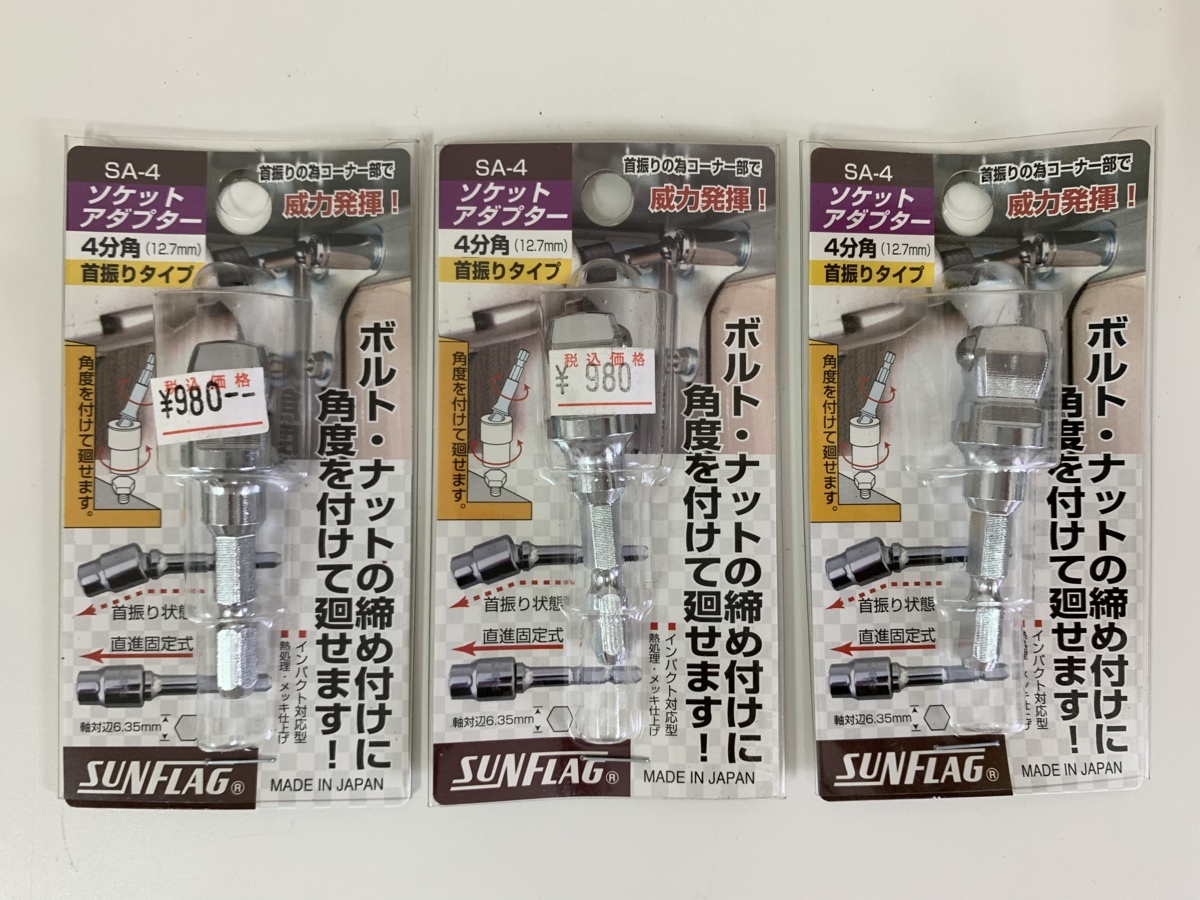 SA-4
ソケット
アダプター
4分角(12.7mm)
首振りタイプ
首振りの為コーナー部で
威力発揮！
税込価格
¥980--
角度を付けて廻せます。
ボルト・ナットの締め付けに
角度を付けて廻せます！
首振り状態
直進固定式
■インパクト対応型
■熱処理・メッキ仕上げ
軸対辺6.35mm
SUNFLAG®
MADE IN JAPAN
SA-4
ソケット
アダプター
4分角(12.7mm)
首振りタイプ
首振りの為コーナー部で
威力発揮！
税込価格
¥ 980
角度を付けて廻せます。
ボルト・ナットの締め付けに
角度を付けて廻せます！
首振り状態
直進固定式
■インパクト対応型
■熱処理・メッキ仕上げ
軸対辺6.35mm
SUNFLAG®
MADE IN JAPAN
SA-4
ソケット
アダプター
4分角(12.7mm)
首振りタイプ
首振りの為コーナー部で
威力発揮！
角度を付けて廻せます。
ボルト・ナットの締め付けに
角度を付けて廻せます！
首振り状態
直進固定式
インパクト対応型
熱処理・メッキ仕上げ
軸対辺6.35mm
SUNFLAG®
MADE IN JAPAN